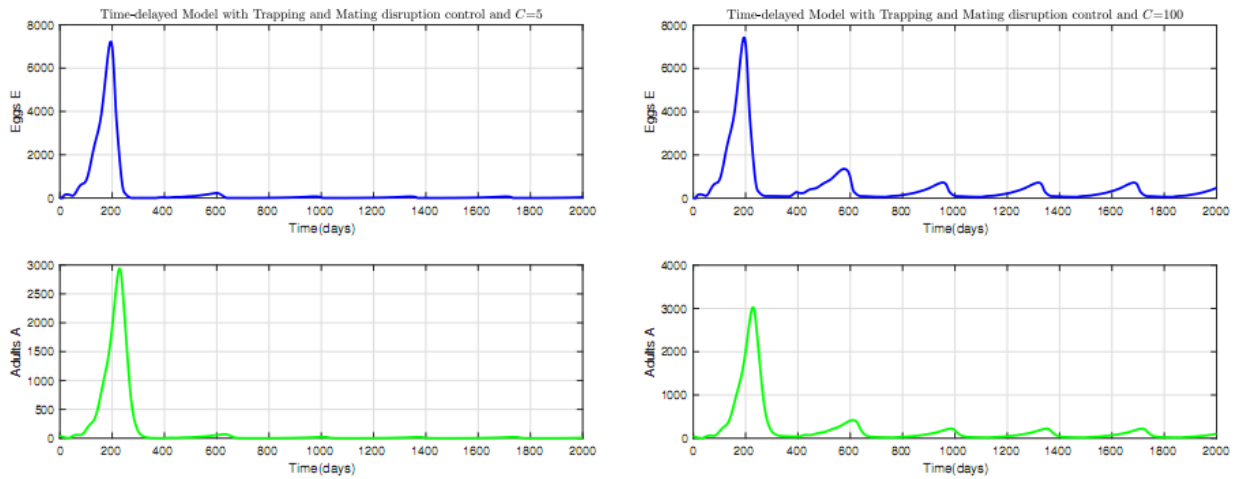 Time-delayed Model with Trapping and Mating disruption control and C=5
8000
6000
4000
2000
0
Eggs E
0 200 400 600 800 1000 1200 1400 1600 1800 2000
Time(days)
3000
2500
2000
1500
1000
500
0
Adults A
0 200 400 600 800 1000 1200 1400 1600 1800 2000
Time(days)
Time-delayed Model with Trapping and Mating disruption control and C=100
8000
6000
4000
2000
0
Eggs E
0 200 400 600 800 1000 1200 1400 1600 1800 2000
Time(days)
4000
3000
2000
1000
0
Adults A
0 200 400 600 800 1000 1200 1400 1600 1800 2000
Time(days)